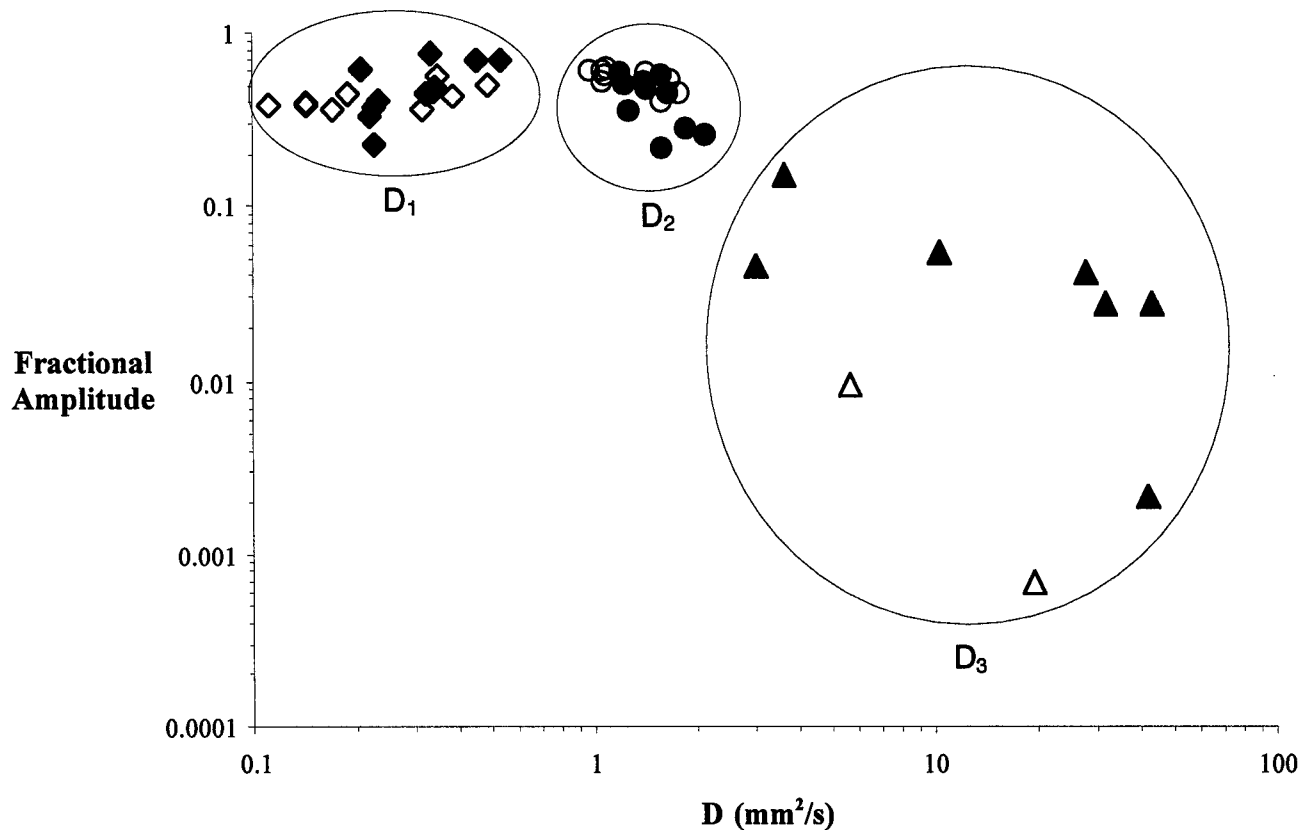 1
D₁
D₂
0.1
Fractional
Amplitude
0.01
0.001
D₃
0.0001
0.1
1
10
100
D (mm²/s)